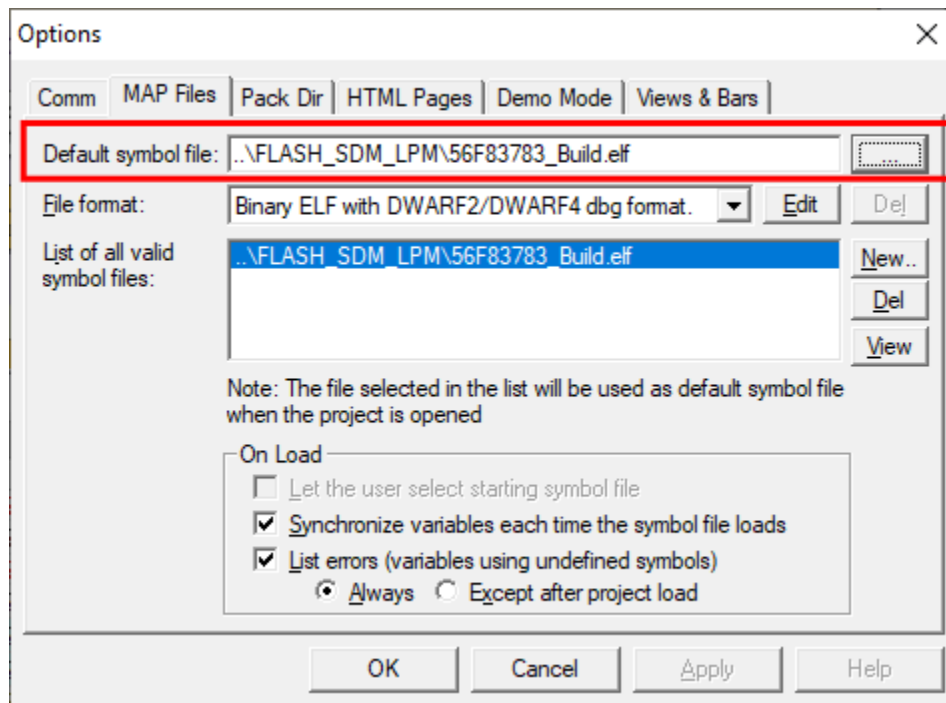 Options
Comm MAP Files Pack Dir HTML Pages Demo Mode Views & Bars
Default symbol file: ..\FLASH_SDM_LPM\56F83783_Build.elf ...
File format: Binary ELF with DWARF2/DWARF4 dbg format. Edit Del
List of all valid symbol files:
..\FLASH_SDM_LPM\56F83783_Build.elf
New..
Del
View
Note: The file selected in the list will be used as default symbol file
when the project is opened
On Load
Let the user select starting symbol file
Synchronize variables each time the symbol file loads
List errors (variables using undefined symbols)
Always Except after project load
OK Cancel Apply Help